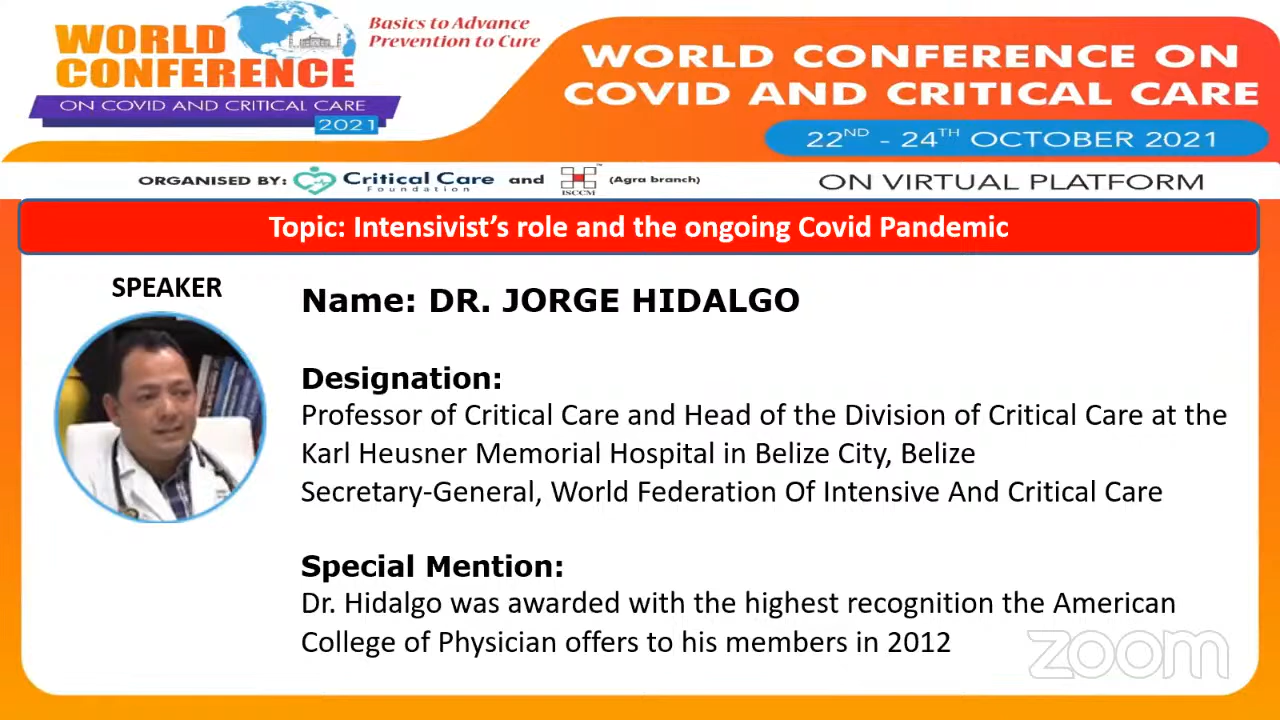 WORLD
CONFERENCE
ON COVID AND CRITICAL CARE
2021
Basics to Advance
Prevention to Cure
WORLD CONFERENCE ON
COVID AND CRITICAL CARE
22ND - 24TH OCTOBER 2021
ORGANISED BY: Critical Care Foundation and ISCCM (Agra branch)
ON VIRTUAL PLATFORM
Topic: Intensivist’s role and the ongoing Covid Pandemic
SPEAKER
Name: DR. JORGE HIDALGO
Designation:
Professor of Critical Care and Head of the Division of Critical Care at the
Karl Heusner Memorial Hospital in Belize City, Belize
Secretary-General, World Federation Of Intensive And Critical Care
Special Mention:
Dr. Hidalgo was awarded with the highest recognition the American
College of Physician offers to his members in 2012
zoom